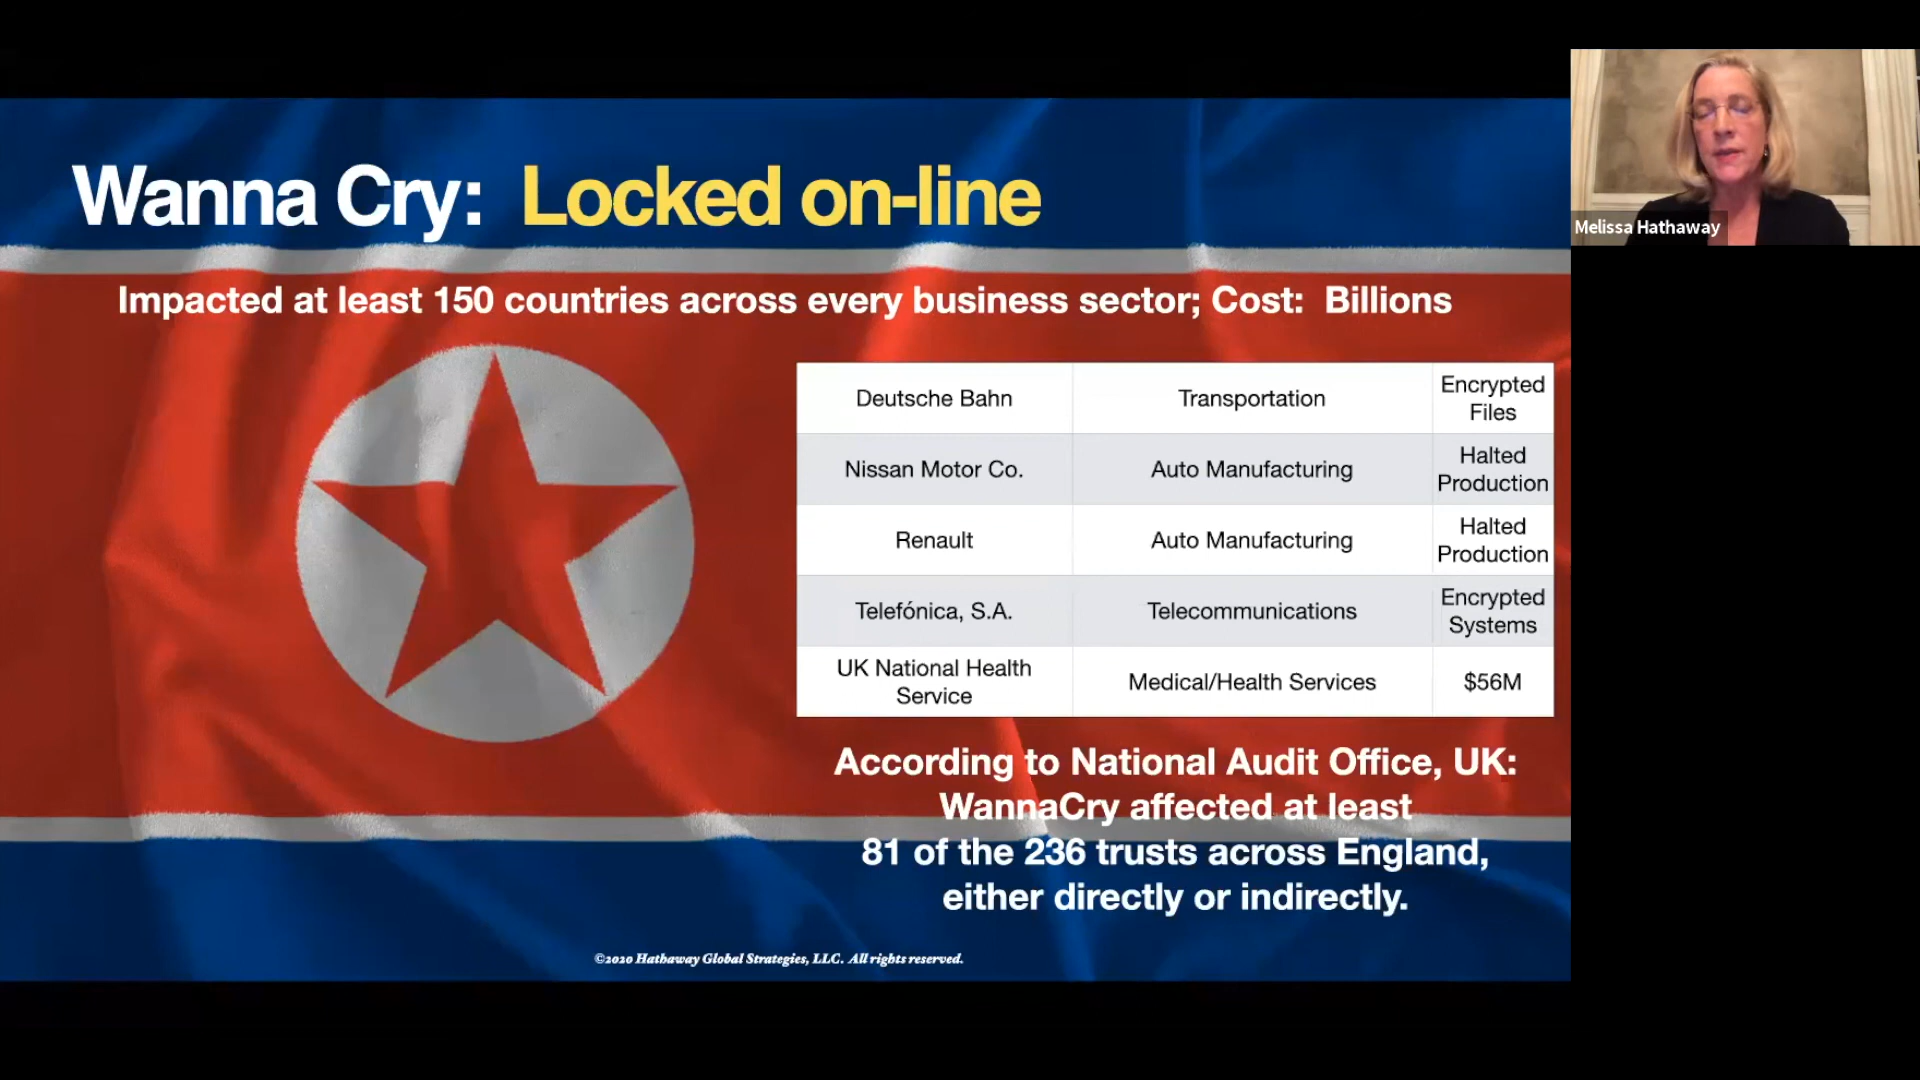 Wanna Cry: Locked on-line
Impacted at least 150 countries across every business sector; Cost: Billions
Deutsche Bahn Transportation Encrypted Files
Nissan Motor Co. Auto Manufacturing Halted Production
Renault Auto Manufacturing Halted Production
Telefónica, S.A. Telecommunications Encrypted Systems
UK National Health Service Medical/Health Services $56M
According to National Audit Office, UK:
WannaCry affected at least
81 of the 236 trusts across England,
either directly or indirectly.
©2020 Hathaway Global Strategies, LLC. All rights reserved.
Melissa Hathaway